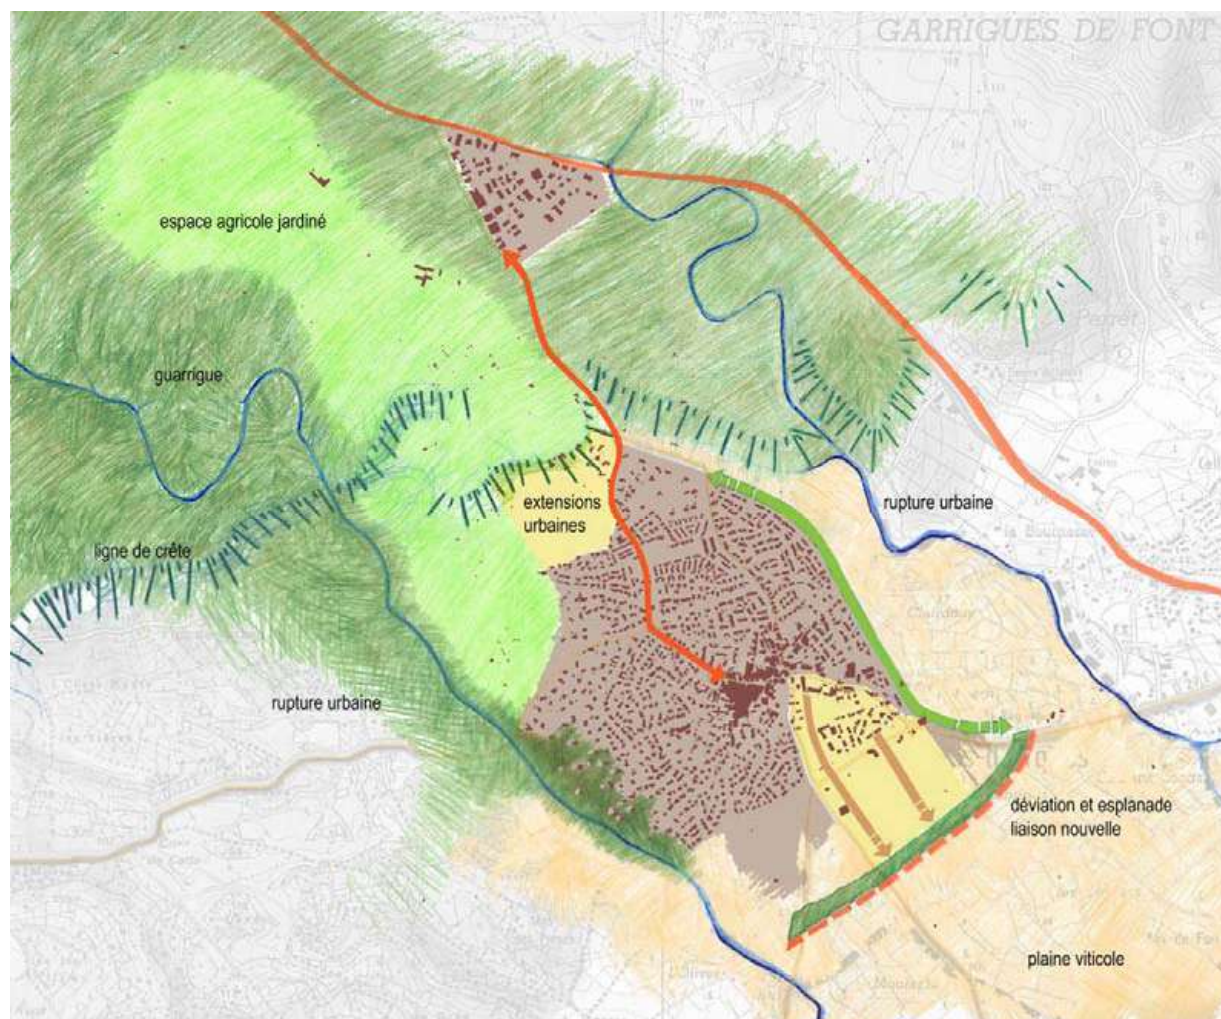 GARRIGUES DE FONT
espace agricole jardiné
guarrigue
extensions
urbaines
rupture urbaine
ligne de crête
rupture urbaine
déviation et esplanade
liaison nouvelle
plaine viticole